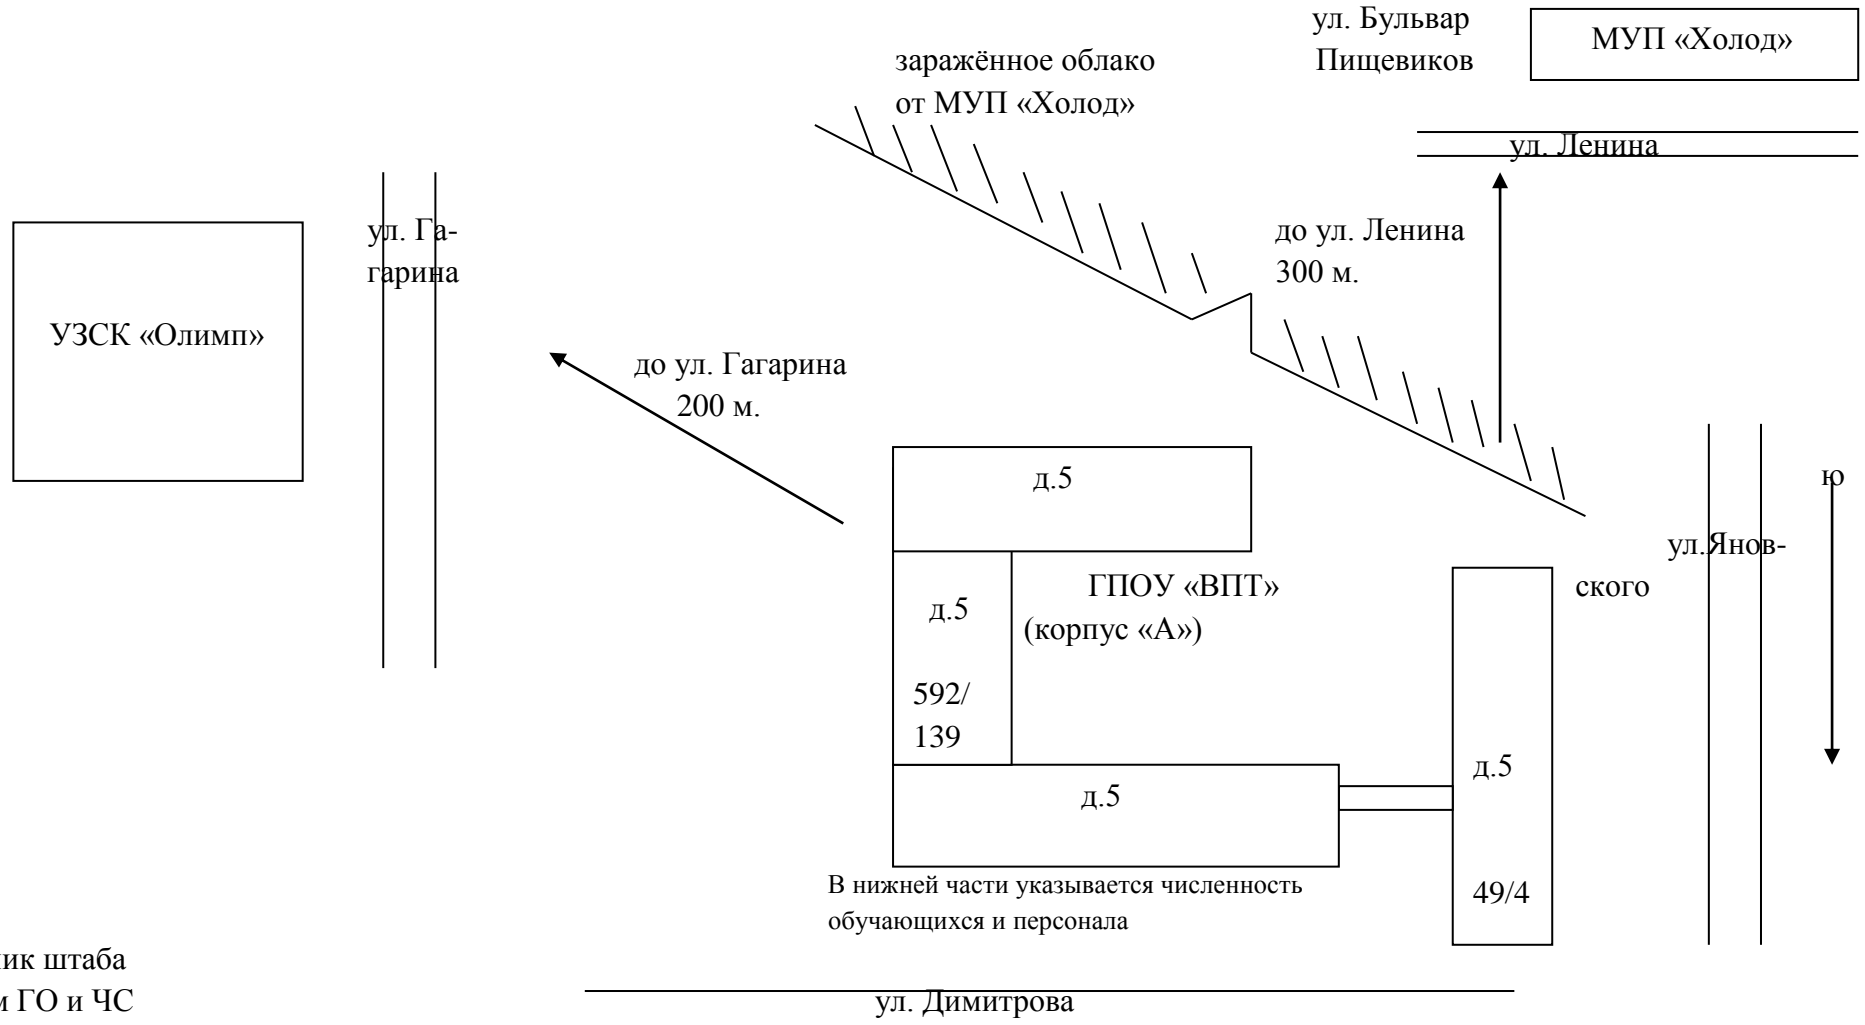 ул. Бульвар
Пищевиков
МУП «Холод»
заражённое облако
от МУП «Холод»
ул. Ленина
ул. Га-
гарина
до ул. Ленина
300 м.
УЗСК «Олимп»
до ул. Гагарина
200 м.
д.5
ю
ул.Янов-
ского
ГПОУ «ВПТ»
(корпус «А»)
д.5
592/
139
д.5
д.5
49/4
В нижней части указывается численность
обучающихся и персонала
штаба
ГО и ЧС
ул. Димитрова